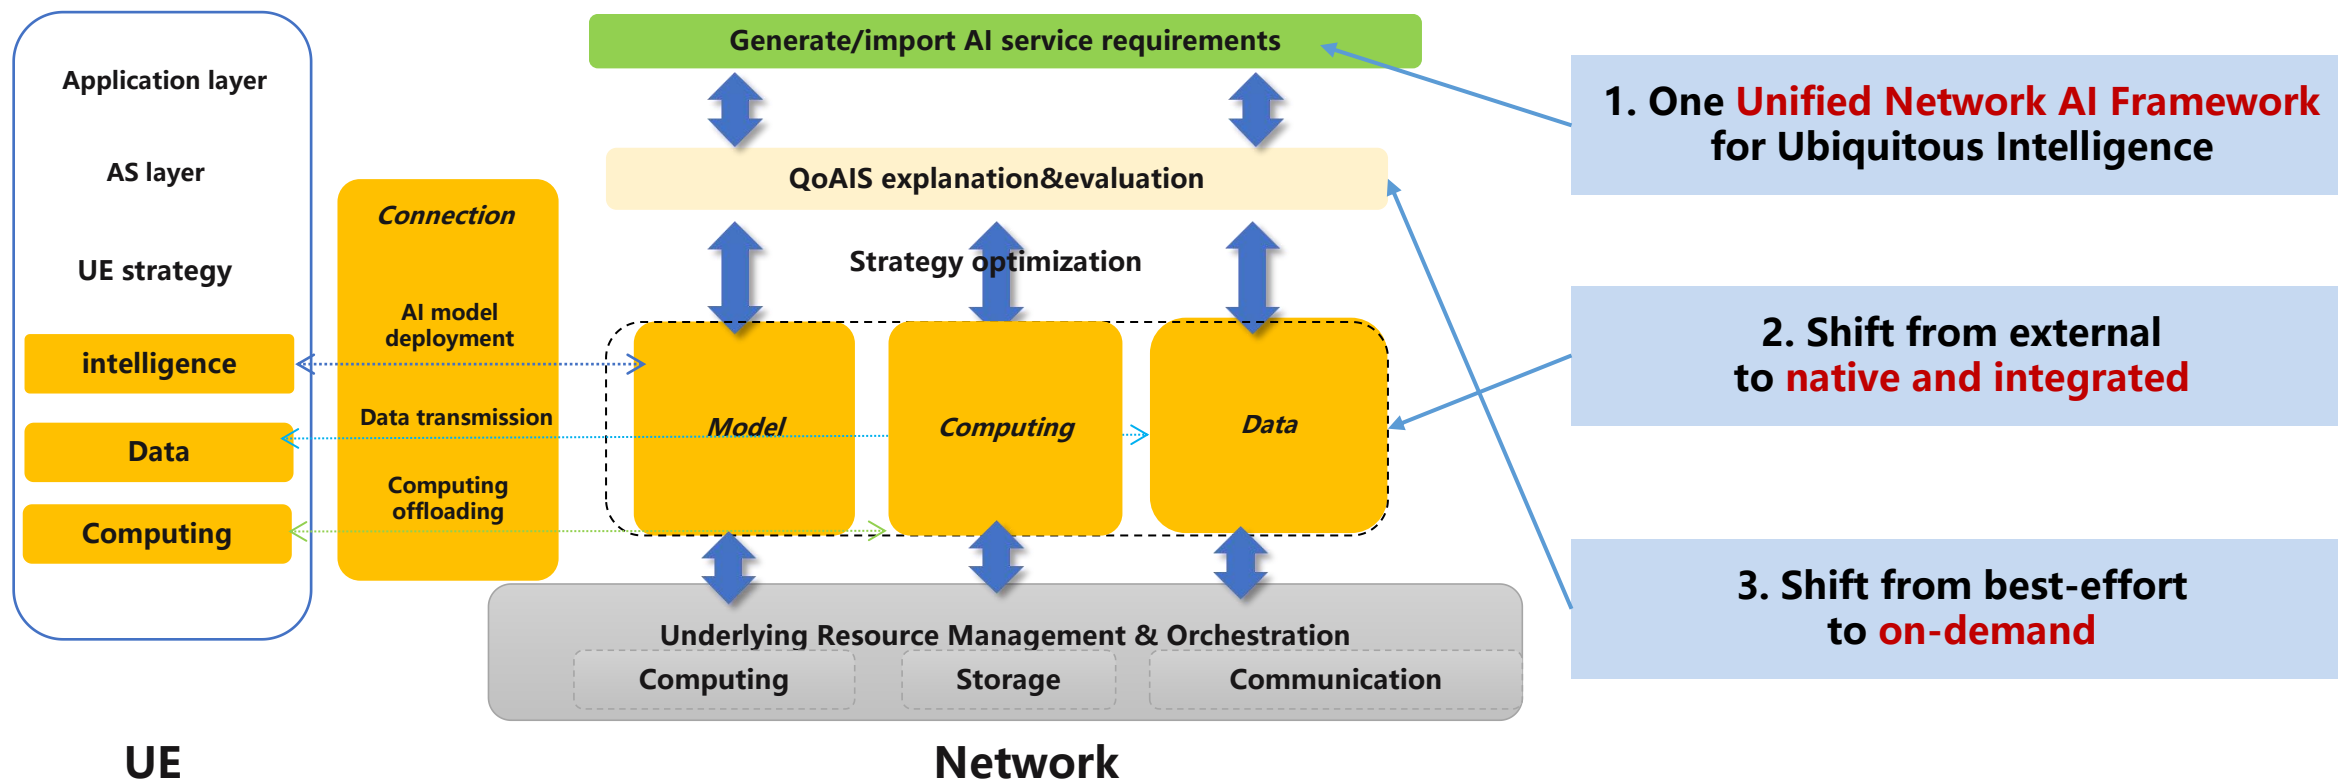 Generate/import AI service requirements
Application layer
AS layer
UE strategy
intelligence
Data
Computing
UE
Connection
AI model
deployment
Data transmission
Computing
offloading
QoAIS explanation&evaluation
Strategy optimization
Model
Computing
Data
Underlying Resource Management & Orchestration
Computing
Storage
Communication
Network
1. One Unified Network AI Framework
for Ubiquitous Intelligence
2. Shift from external
to native and integrated
3. Shift from best-effort
to on-demand